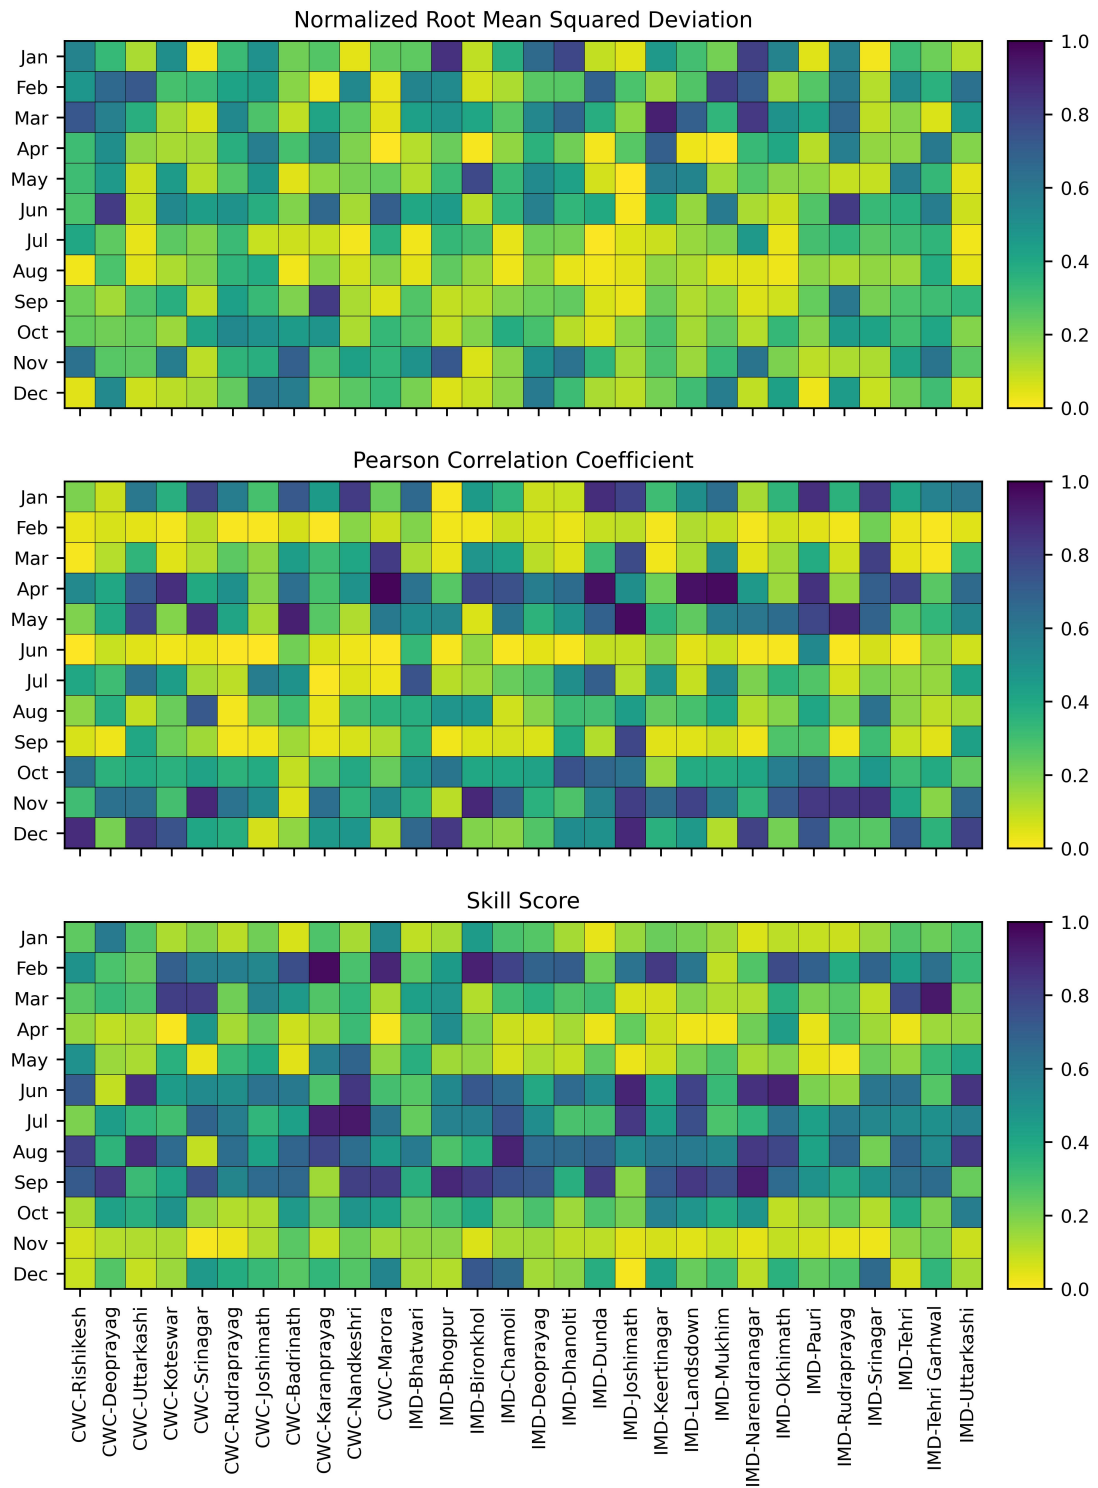 Normalized Root Mean Squared Deviation
Jan
Feb
Mar
Apr
May
Jun
Jul
Aug
Sep
Oct
Nov
Dec
1.0
0.8
0.6
0.4
0.2
0.0
Pearson Correlation Coefficient
Jan
Feb
Mar
Apr
May
Jun
Jul
Aug
Sep
Oct
Nov
Dec
1.0
0.8
0.6
0.4
0.2
0.0
Skill Score
Jan
Feb
Mar
Apr
May
Jun
Jul
Aug
Sep
Oct
Nov
Dec
1.0
0.8
0.6
0.4
0.2
0.0
CWC-Rishikesh
CWC-Deoprayag
CWC-Uttarkashi
CWC-Koteswar
CWC-Srinagar
CWC-Rudraprayag
CWC-Joshimath
CWC-Badrinath
CWC-Karanprayag
CWC-Nandkeshri
CWC-Marora
IMD-Bhatwari
IMD-Bhogpur
IMD-Bironkhol
IMD-Chamoli
IMD-Deoprayag
IMD-Dhanolti
IMD-Dunda
IMD-Joshimath
IMD-Keertinagar
IMD-Landsdown
IMD-Mukhim
IMD-Narendranagar
IMD-Okhimath
IMD-Pauri
IMD-Rudraprayag
IMD-Srinagar
IMD-Tehri
IMD-Tehri Garhwal
IMD-Uttarkashi